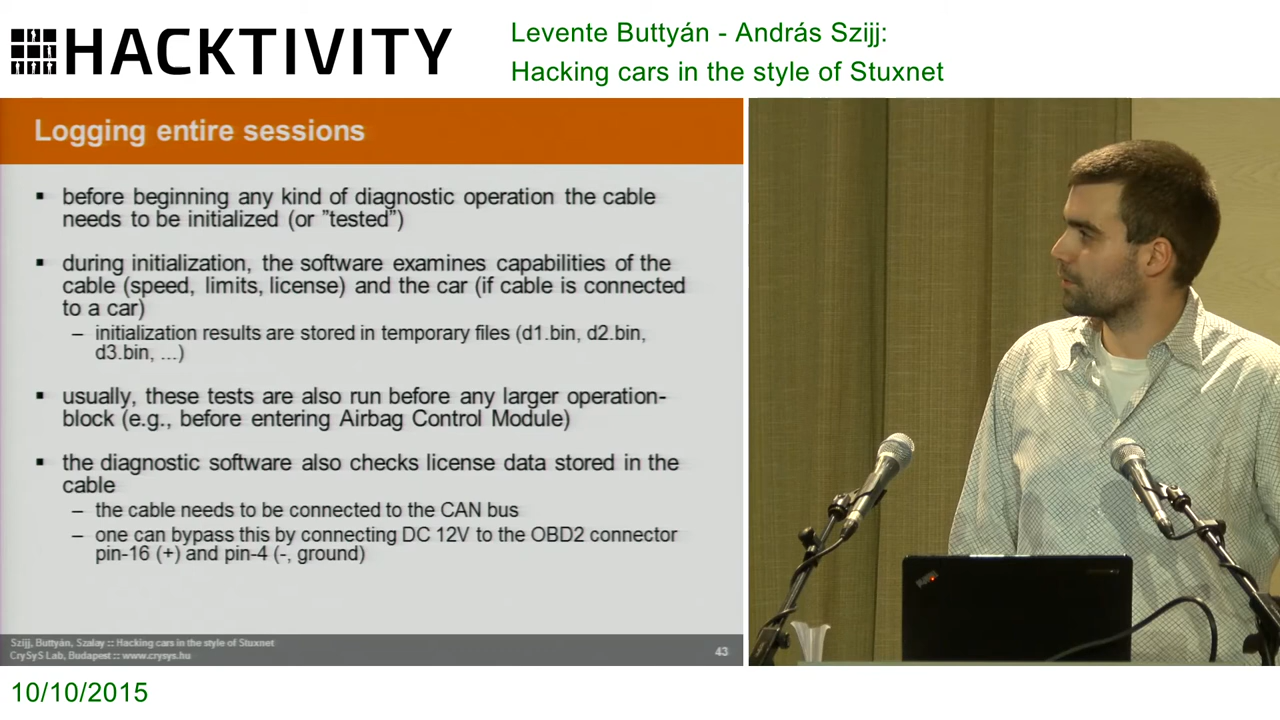 HACKTIVITY
Levente Buttyán - András Szijj:
Hacking cars in the style of Stuxnet
Logging entire sessions
▪ before beginning any kind of diagnostic operation the cable
needs to be initialized (or ”tested”)
▪ during initialization, the software examines capabilities of the
cable (speed, limits, license) and the car (if cable is connected
to a car)
– initialization results are stored in temporary files (d1.bin, d2.bin,
d3.bin, ...)
▪ usually, these tests are also run before any larger operation-
block (e.g., before entering Airbag Control Module)
▪ the diagnostic software also checks license data stored in the
cable
– the cable needs to be connected to the CAN bus
– one can bypass this by connecting DC 12V to the OBD2 connector
pin-16 (+) and pin-4 (-, ground)
Szijj, Buttyán, Szalay :: Hacking cars in the style of Stuxnet
CrySyS Lab, Budapest :: www.crysys.hu
43
10/10/2015